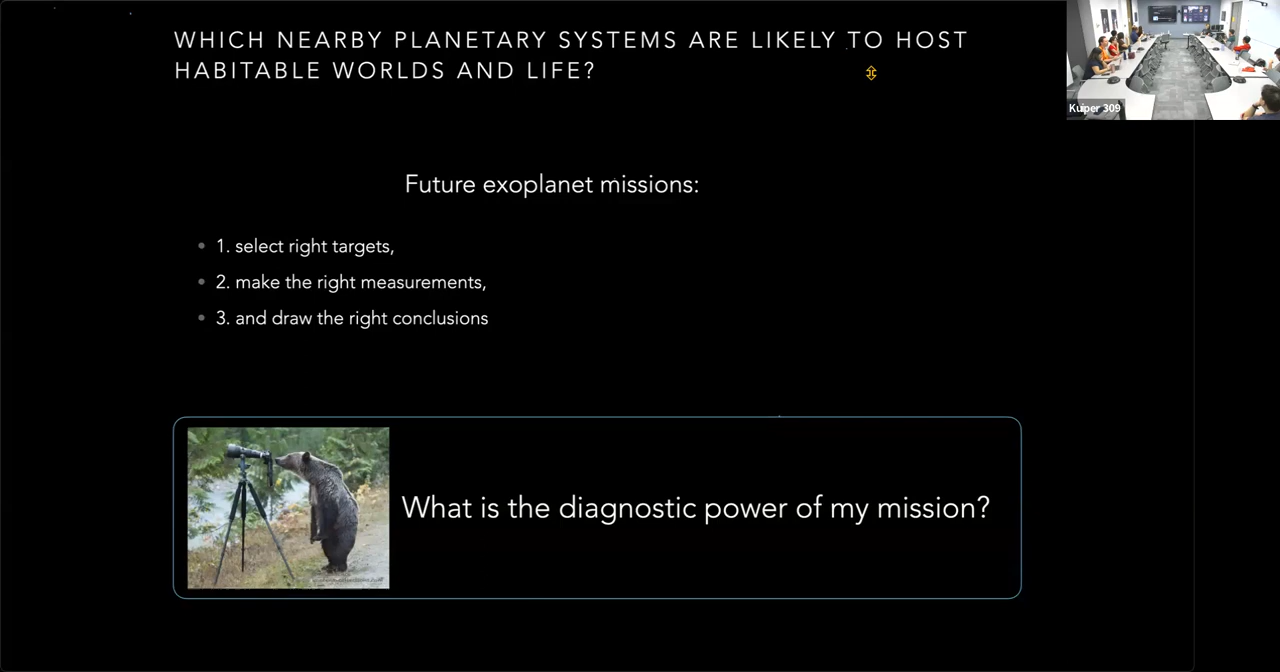 WHICH NEARBY PLANETARY SYSTEMS ARE LIKELY TO HOST
HABITABLE WORLDS AND LIFE?
Kuiper 309
Future exoplanet missions:
• 1. select right targets,
• 2. make the right measurements,
• 3. and draw the right conclusions
What is the diagnostic power of my mission?